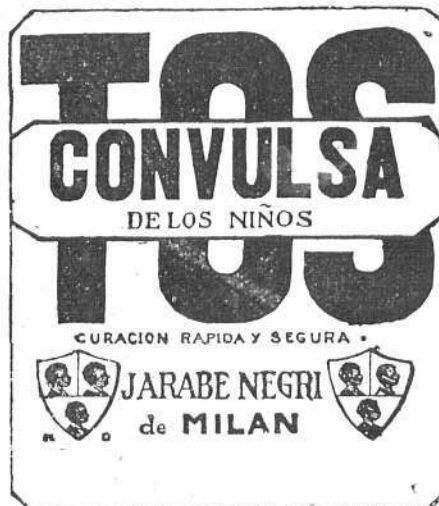 TOS
CONVULSA
DE LOS NIÑOS
CURACION RAPIDA Y SEGURA.
JARABE NEGRI
de MILAN